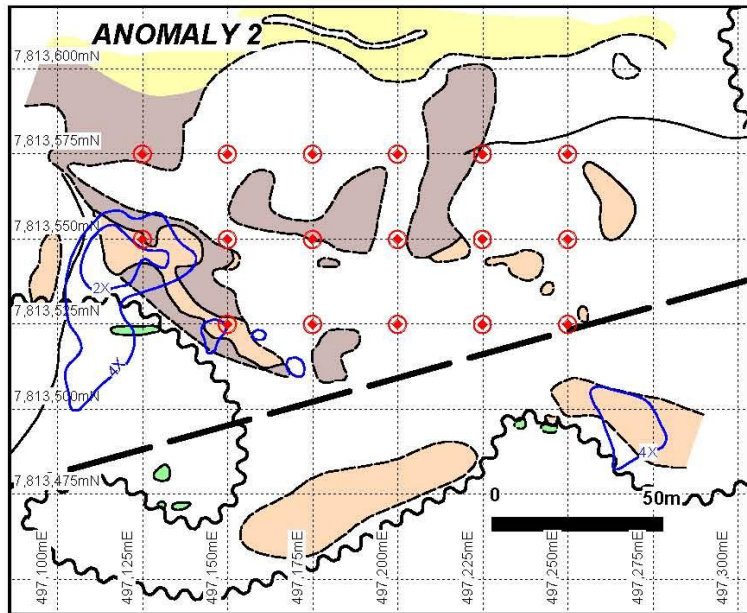 ANOMALY 2
7,813,600mN
7,813,575mN
7,813,550mN
2X
7,813,525mN
4X
7,813,500mN
4X
7,813,475mN
0 50m
497,100mE
497,125mE
497,150mE
497,175mE
497,200mE
497,225mE
497,250mE
497,275mE
497,300mE